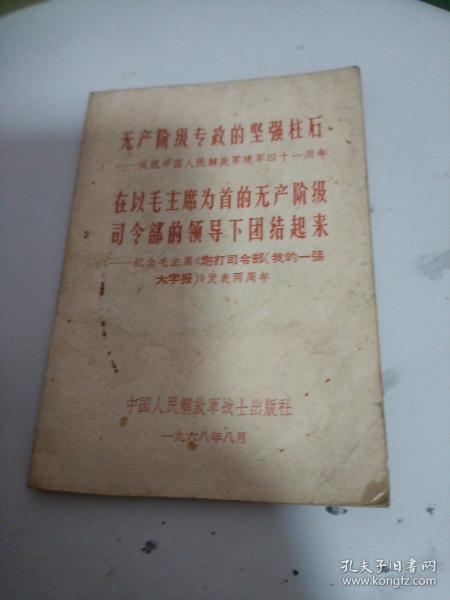 无产阶级专政的坚强柱石
——庆祝中国人民解放军建军四十一周年
在以毛主席为首的无产阶级
司令部的领导下团结起来
——纪念毛主席《炮打司令部(我的一張
大字报)》发表两周年
中国人民解放軍战士出版社
一九六八年八月
孔夫子旧书网
www.kongfz.com